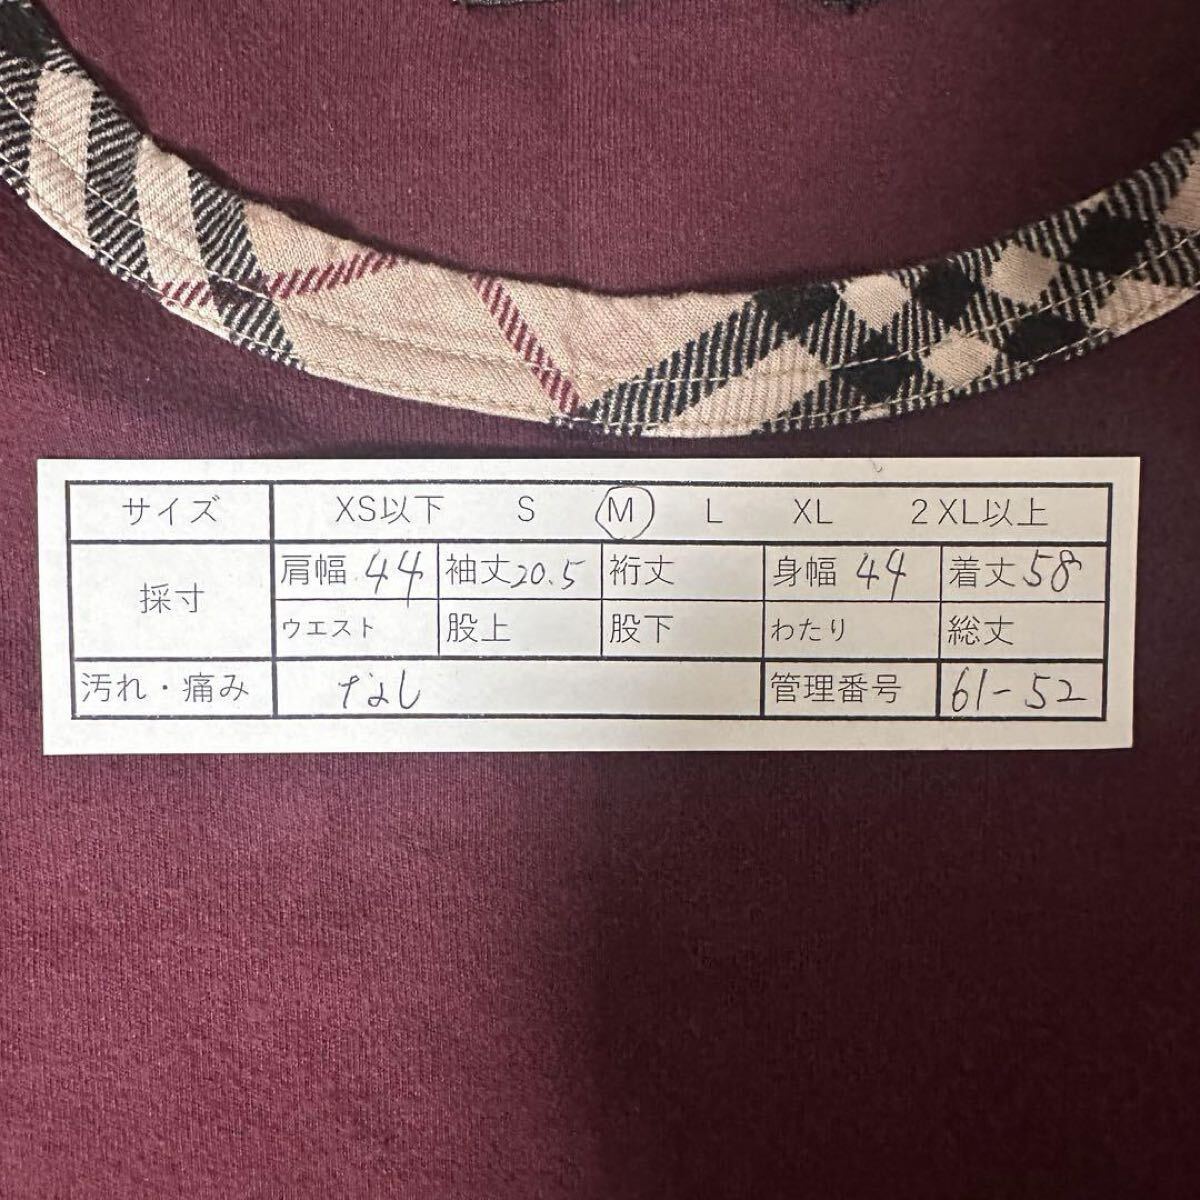 サイズ XS以下 S M L XL 2XL以上
採寸 肩幅 44 袖丈 20.5 裄丈 身幅 44 着丈 58
ウエスト 股上 股下 わたり 総丈
汚れ・痛み なし 管理番号 61-52